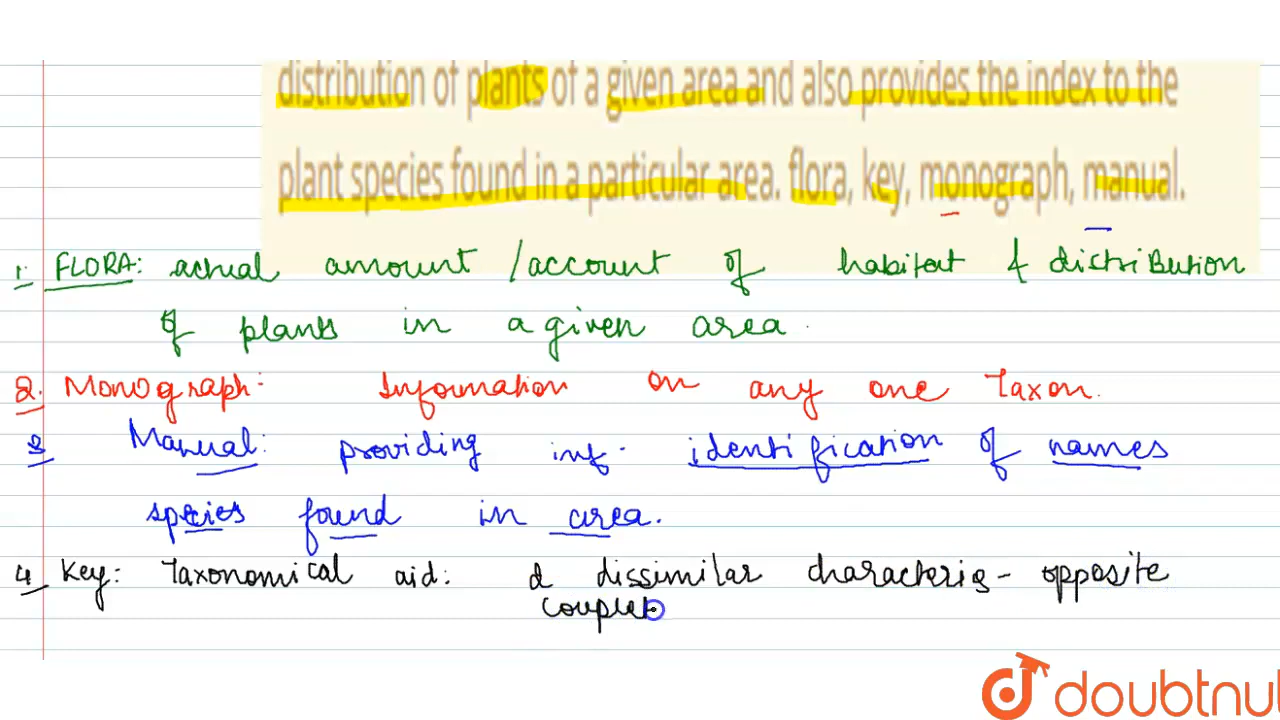 distribution of plants of a given area and also provides the index to the
plant species found in a particular area. flora, key, monograph, manual.
1. FLORA: actual amount / account of habitat & distribution
of plants in a given area.
2. Monograph: Information on any one Taxon.
3 Manual: providing inf. identification of names
species found in area.
4 Key: Taxonomical aid: d dissimilar characteris - opposite
couplet
doubtnut